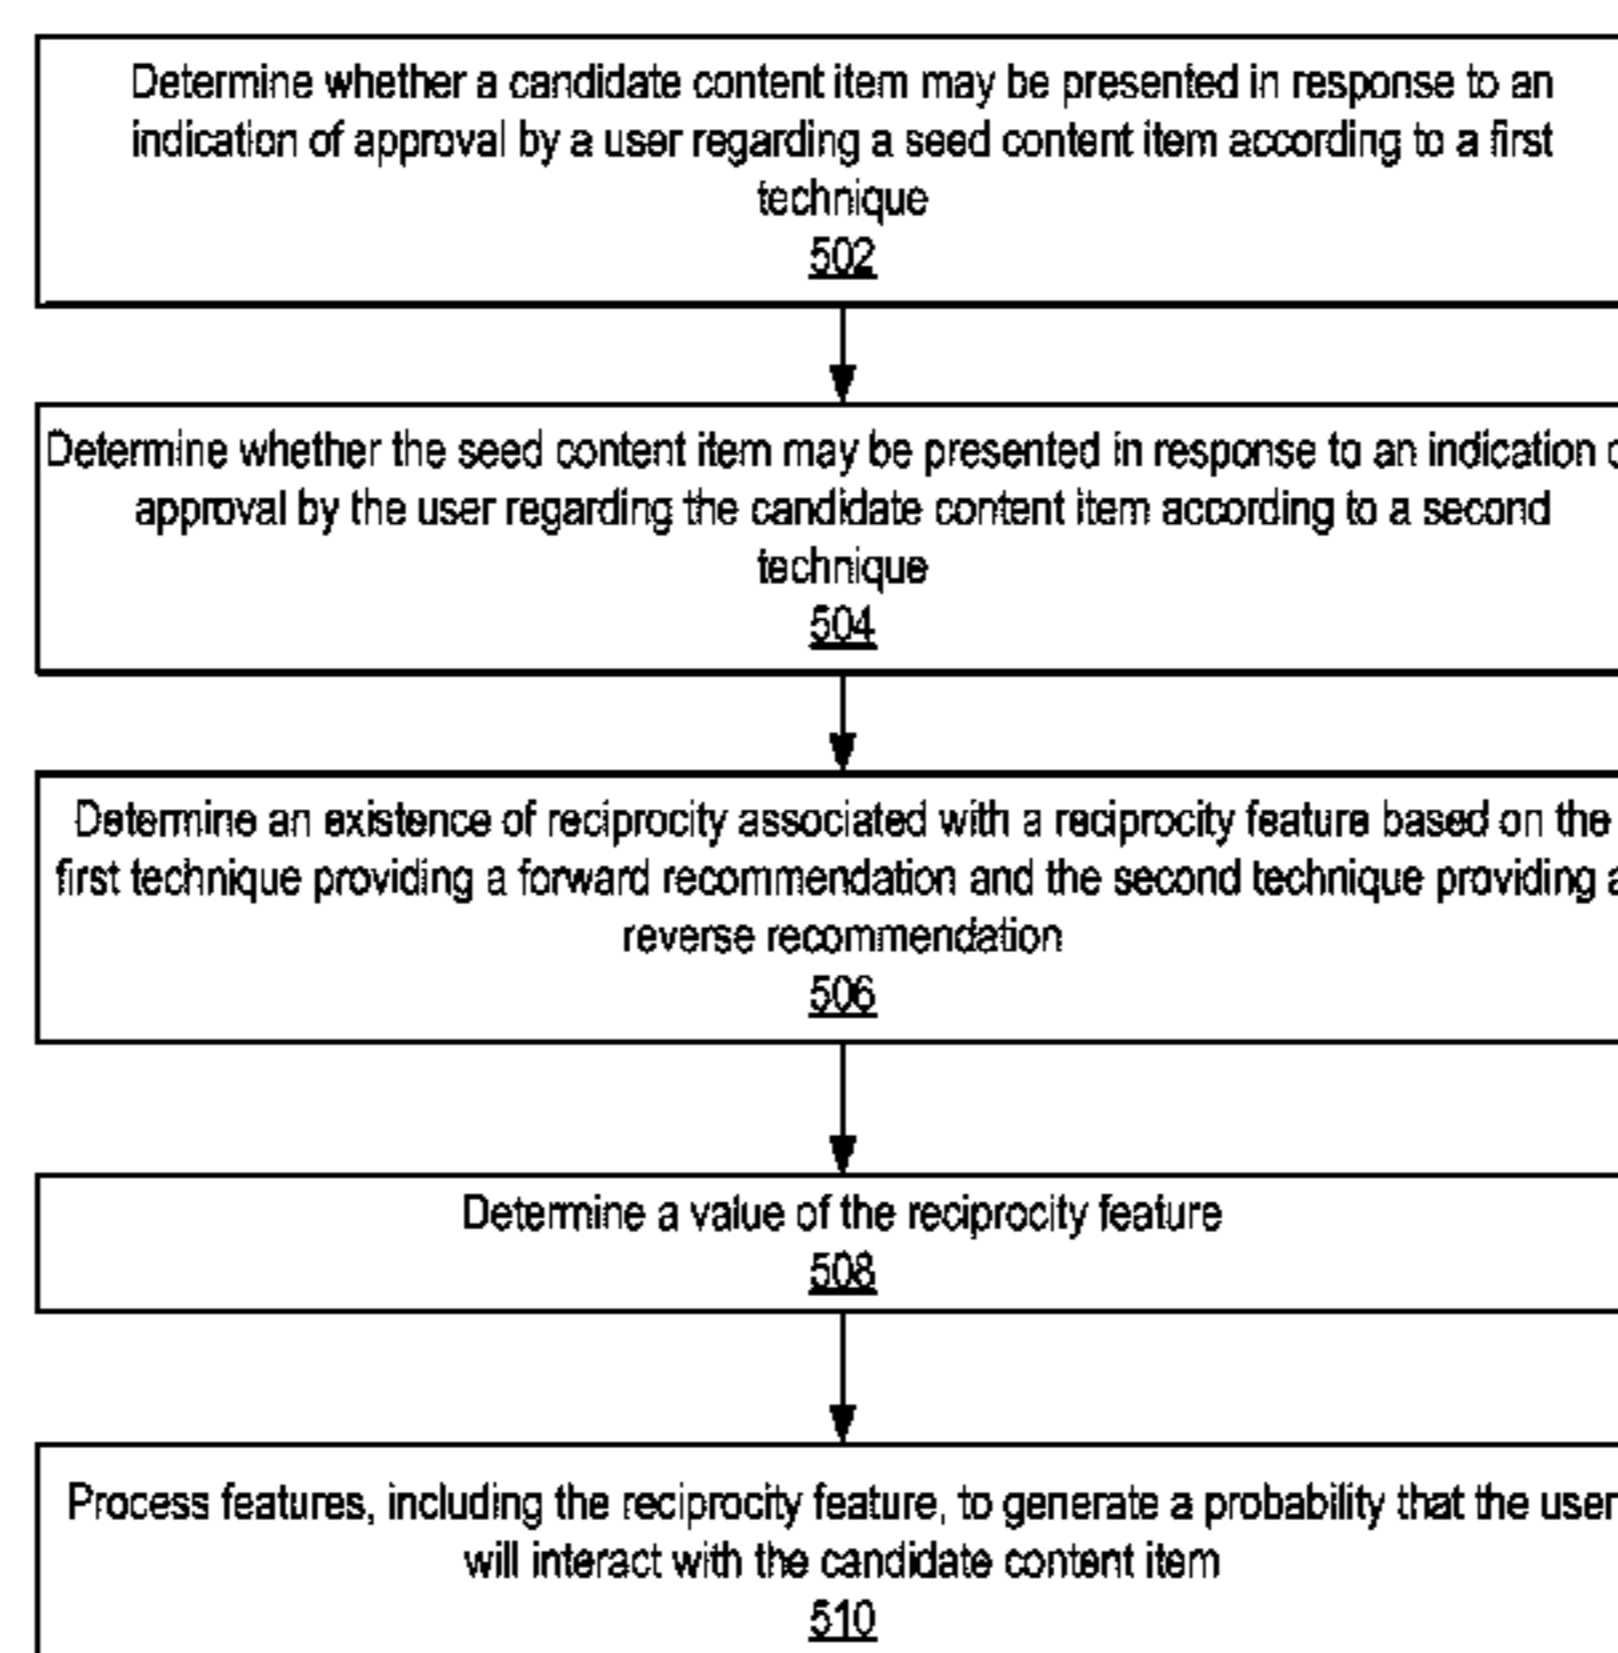 Determine whether a candidate content item may be presented in response to an
indication of approval by a user regarding a seed content item according to a first
technique
502
Determine whether the seed content item may be presented in response to an indication
approval by the user regarding the candidate content item according to a second
technique
504
Determine an existence of reciprocity associated with a reciprocity feature based on the
first technique providing a forward recommendation and the second technique providing a
reverse recommendation
506
Determine a value of the reciprocity feature
508
Process features, including the reciprocity feature, to generate a probability that the user
will interact with the candidate content item
510